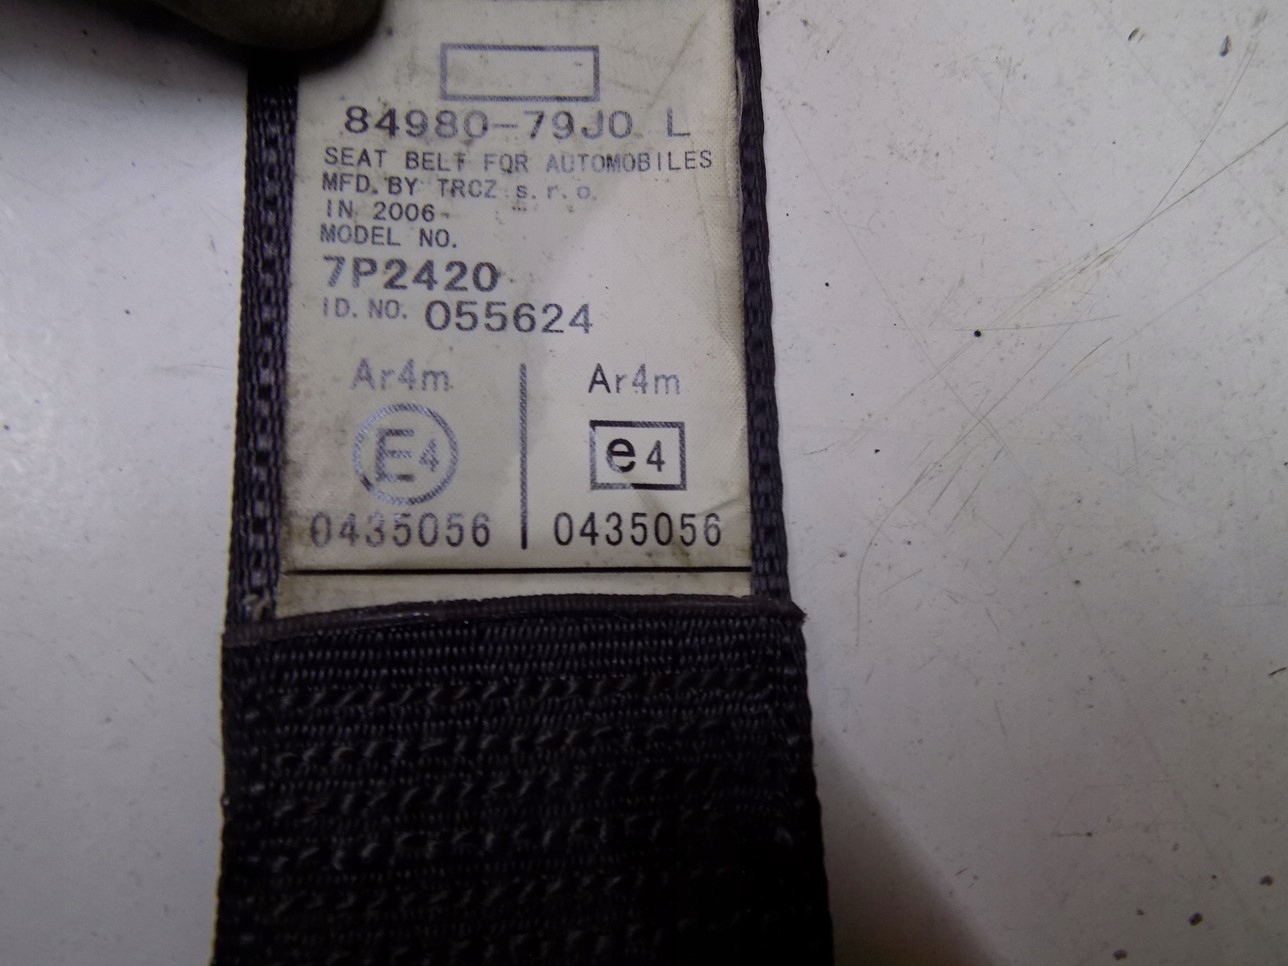 84980-79J0 L
SEAT BELT FOR AUTOMOBILES
MFD. BY TRCZ s.r.o.
IN 2006
MODEL NO.
7P2420
ID. NO. 055624
Ar4m Ar4m
E4 e4
0435056 0435056